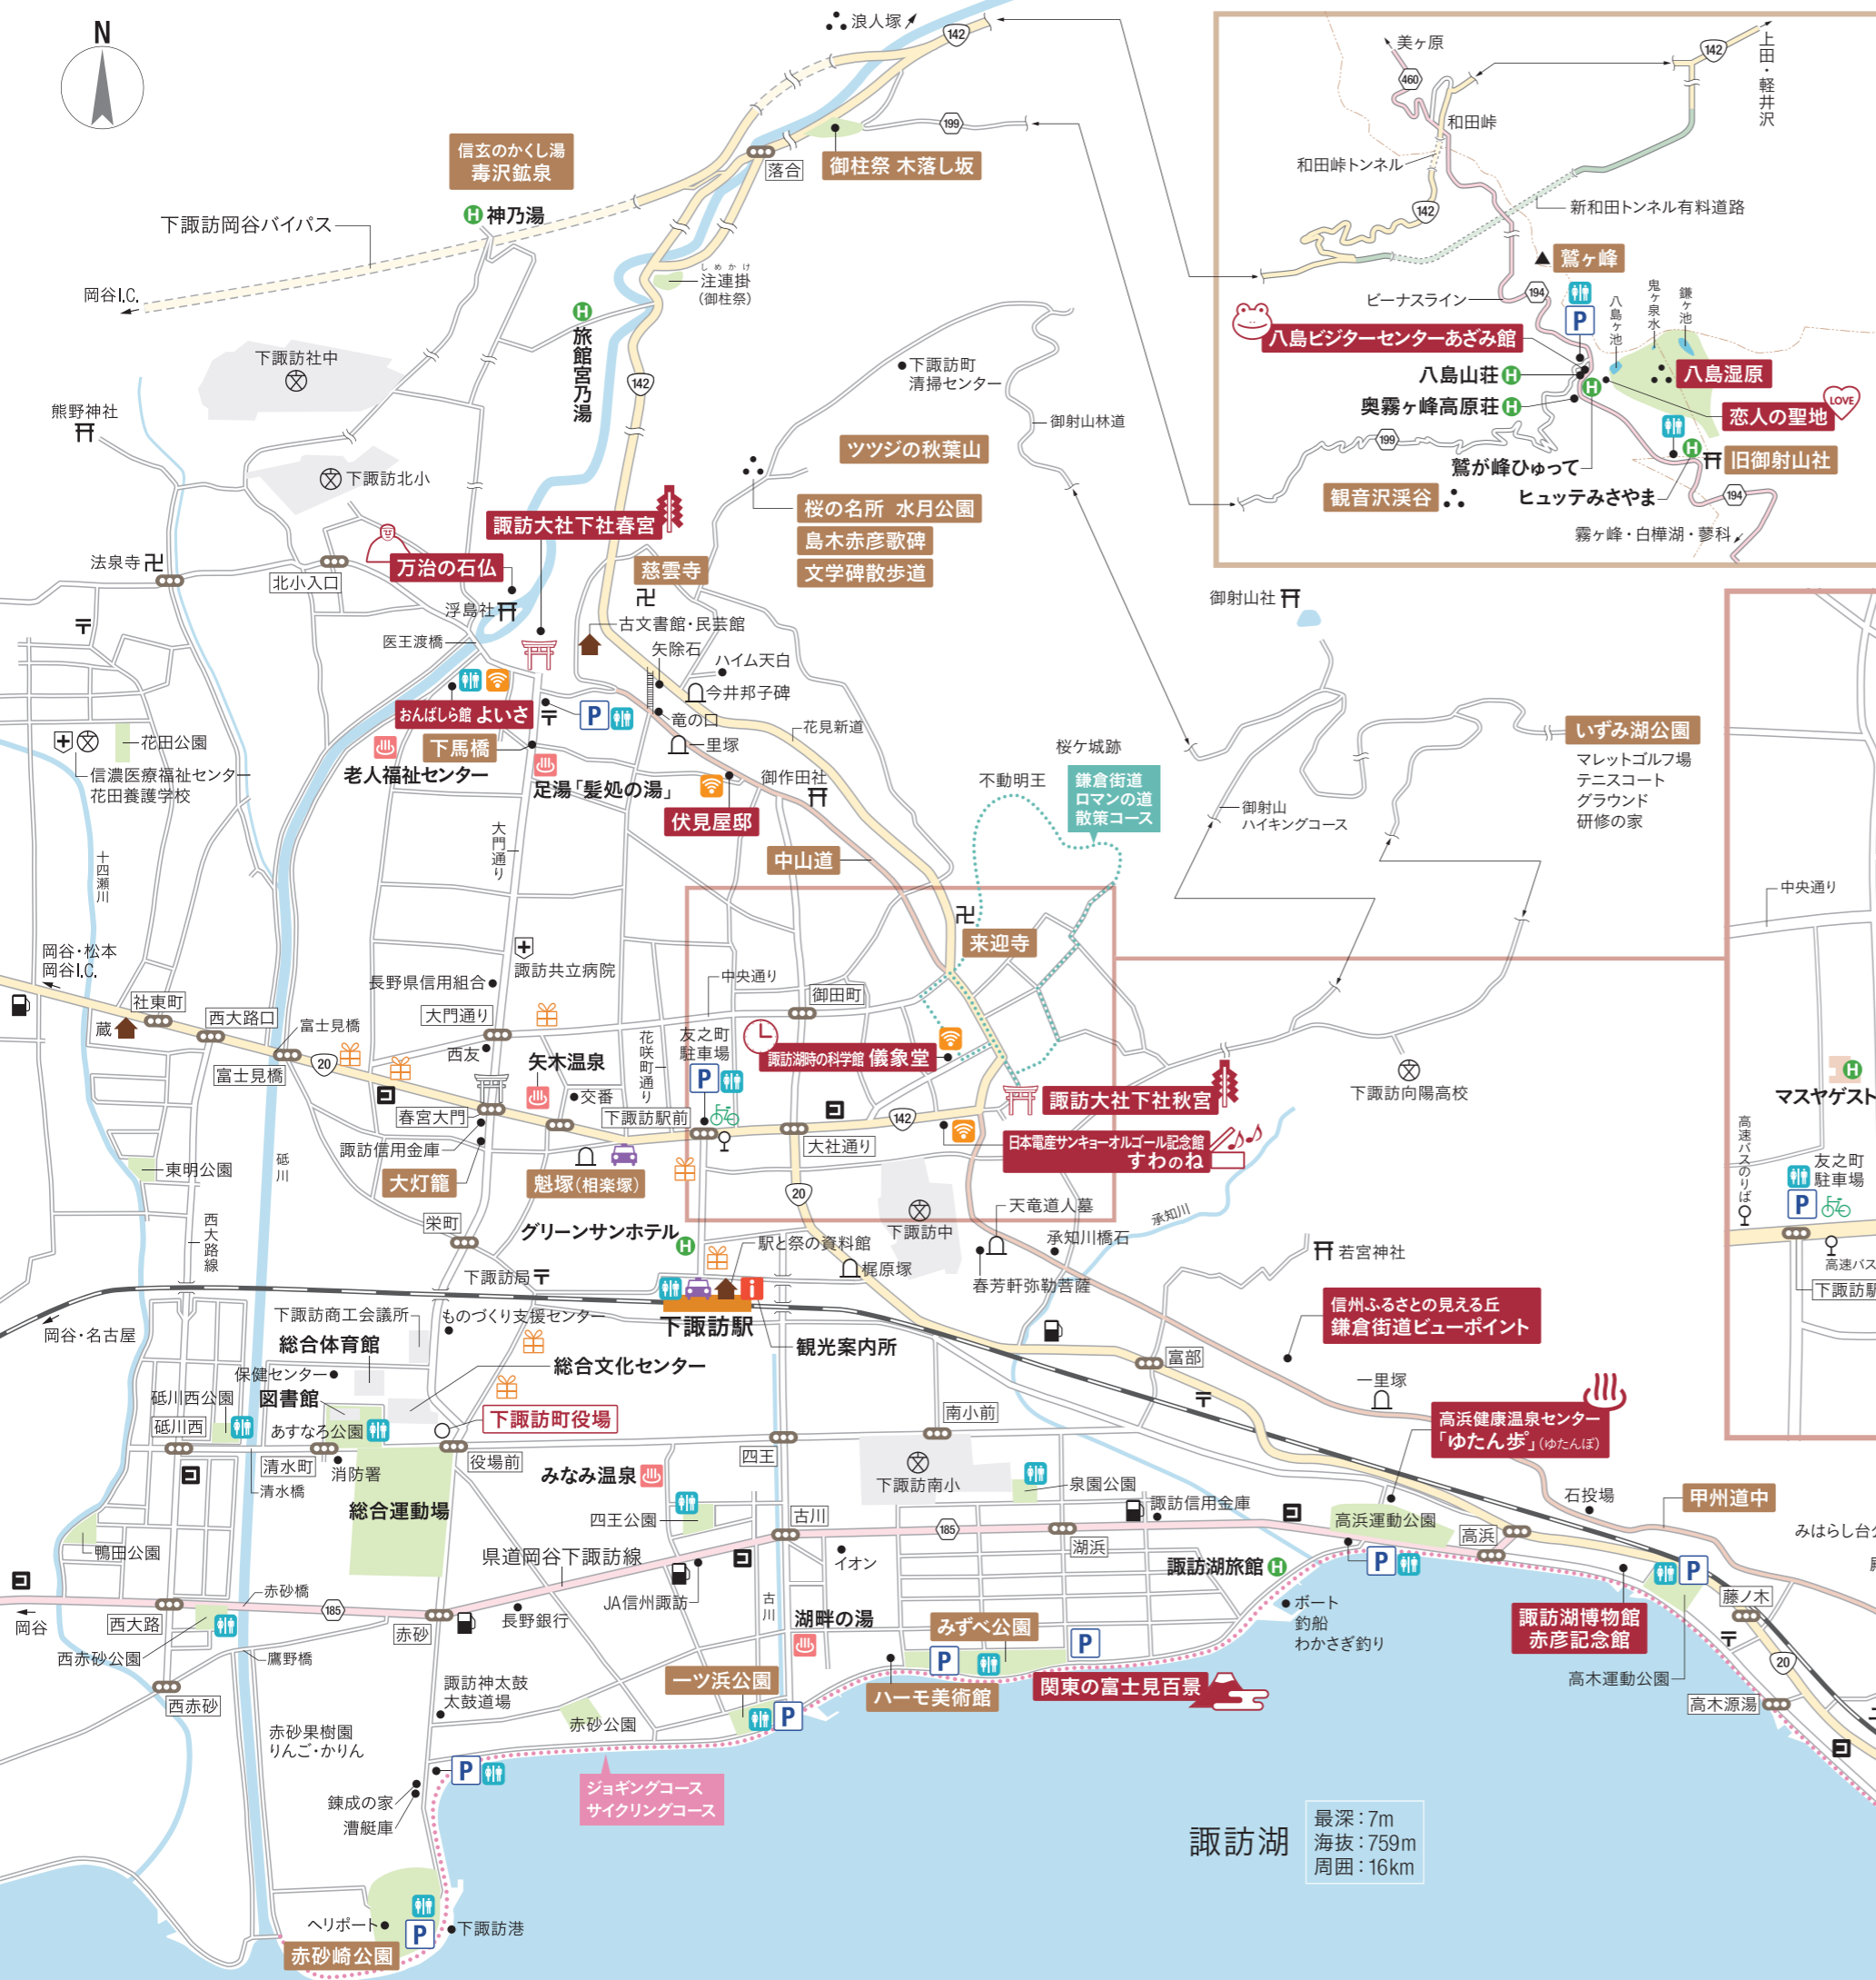 N
浪人塚
142
142
上田・軽井沢
美ヶ原
460
和田峠
和田峠トンネル
142
新和田トンネル有料道路
199
落合
御柱祭 木落し坂
信玄のかくし湯
毒沢鉱泉
H 神乃湯
下諏訪岡谷バイパス
岡谷I.C.
しめかけ
注連掛
(御柱祭)
H
旅館宮乃湯
142
鷲ヶ峰
ビーナスライン
194
P
八島ヶ池
鬼ヶ泉水
鎌ヶ池
八島ビジターセンターあざみ館
八島山荘 H
奥霧ヶ峰高原荘 H
H
八島湿原
恋人の聖地
LOVE
199
鷲が峰ひゅって
ヒュッテみさやま
H
旧御射山社
194
観音沢渓谷
霧ヶ峰・白樺湖・蓼科
下諏訪社中
文
下諏訪町
清掃センター
御射山林道
熊野神社
文 下諏訪北小
ツツジの秋葉山
桜の名所 水月公園
島木赤彦歌碑
文学碑散歩道
諏訪大社下社春宮
万治の石仏
法泉寺
北小入口
浮島社
慈雲寺
古文書館・民芸館
医王渡橋
矢除石
ハイム天白
今井邦子碑
御射山社
おんばしら館 よいさ
〒
P
竜の口
花見新道
一里塚
下馬橋
老人福祉センター
足湯「髪処の湯」
御作田社
伏見屋邸
〒
花田公園
文
信濃医療福祉センター
花田養護学校
十四瀬川
大門通り
中山道
不動明王
桜ケ城跡
鎌倉街道
ロマンの道
散策コース
御射山
ハイキングコース
いずみ湖公園
マレットゴルフ場
テニスコート
グラウンド
研修の家
来迎寺
中央通り
岡谷・松本
岡谷I.C.
諏訪共立病院
長野県信用組合
中央通り
御田町
社東町
西大路口
大門通り
蔵
富士見橋
富士見橋
20
西友
矢木温泉
花咲町通り
友之町
駐車場
P
諏訪湖時の科学館 儀象堂
交番
春宮大門
下諏訪駅前
大社通り
142
諏訪大社下社秋宮
文
下諏訪向陽高校
日本電産サンキョーオルゴール記念館
すわのね
諏訪信用金庫
大灯籠
魁塚(相楽塚)
20
文
下諏訪中
天竜道人墓
承知川
承知川橋石
春芳軒弥勒菩薩
若宮神社
H
マスヤゲスト
高速バスのりば
友之町
駐車場
P
高速バス
下諏訪駅
東明公園
砥川
西大路線
栄町
グリーンサンホテル
H
駅と祭の資料館
梶原塚
下諏訪局 〒
i
下諏訪駅
観光案内所
岡谷・名古屋
下諏訪商工会議所
ものづくり支援センター
総合体育館
総合文化センター
保健センター
図書館
砥川西公園
砥川西
あすなろ公園
下諏訪町役場
信州ふるさとの見える丘
鎌倉街道ビューポイント
富部
〒
一里塚
高浜健康温泉センター
「ゆたん歩」(ゆたんぽ)
清水町
清水橋
消防署
役場前
四王
南小前
みなみ温泉
文
下諏訪南小
泉園公園
総合運動場
四王公園
古川
185
湖浜
諏訪信用金庫
高浜運動公園
高浜
石投場
甲州道中
みはらし台
鴨田公園
県道岡谷下諏訪線
イオン
諏訪湖旅館 H
P
P
岡谷
赤砂橋
西大路
185
赤砂
長野銀行
JA信州諏訪
古川
湖畔の湯
みずべ公園
P
P
ボート
釣船
わかさぎ釣り
諏訪湖博物館
赤彦記念館
藤ノ木
〒
20
西赤砂公園
鷹野橋
西赤砂
諏訪神太鼓
太鼓道場
一ツ浜公園
P
ハーモ美術館
関東の富士見百景
高木運動公園
高木源湯
赤砂果樹園
りんご・かりん
赤砂公園
P
錬成の家
漕艇庫
ジョギングコース
サイクリングコース
諏訪湖
最深：7m
海抜：759m
周囲：16km
ヘリポート
P
下諏訪港
赤砂崎公園